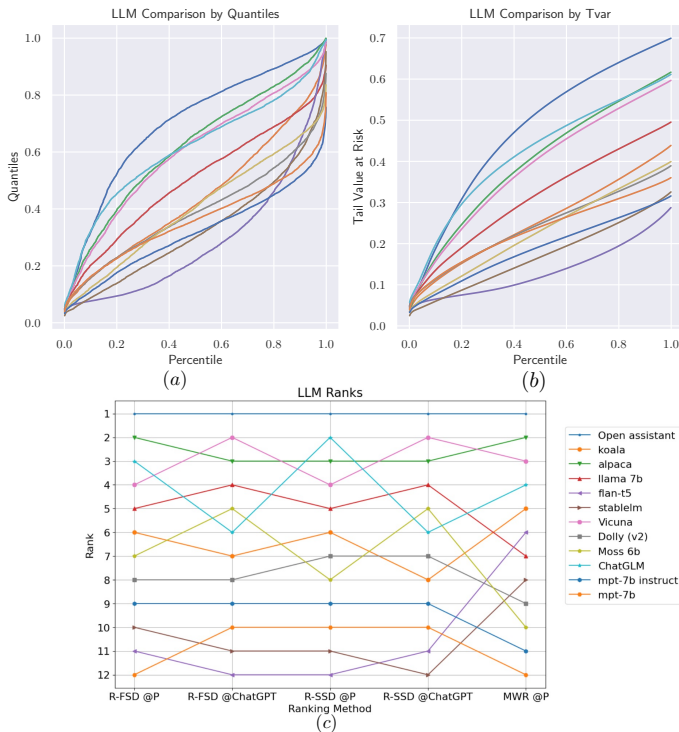 LLM Comparison by Quantiles
1.0
0.8
0.6
0.4
0.2
0.0
Quantiles
0.0 0.2 0.4 0.6 0.8 1.0
Percentile
(a)
LLM Comparison by Tvar
0.7
0.6
0.5
0.4
0.3
0.2
0.1
0.0
Tail Value at Risk
0.0 0.2 0.4 0.6 0.8 1.0
Percentile
(b)
LLM Ranks
1
2
3
4
5
6
7
8
9
10
11
12
Rank
R-FSD @P R-FSD @ChatGPT R-SSD @P R-SSD @ChatGPT MWR @P
Ranking Method
(c)
Open assistant
koala
alpaca
llama 7b
flan-t5
stablelm
Vicuna
Dolly (v2)
Moss 6b
ChatGLM
mpt-7b instruct
mpt-7b